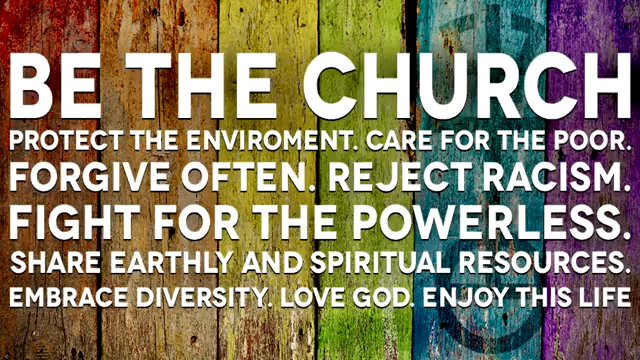 BE THE CHURCH
PROTECT THE ENVIROMENT. CARE FOR THE POOR.
FORGIVE OFTEN. REJECT RACISM.
FIGHT FOR THE POWERLESS.
SHARE EARTHLY AND SPIRITUAL RESOURCES.
EMBRACE DIVERSITY. LOVE GOD. ENJOY THIS LIFE